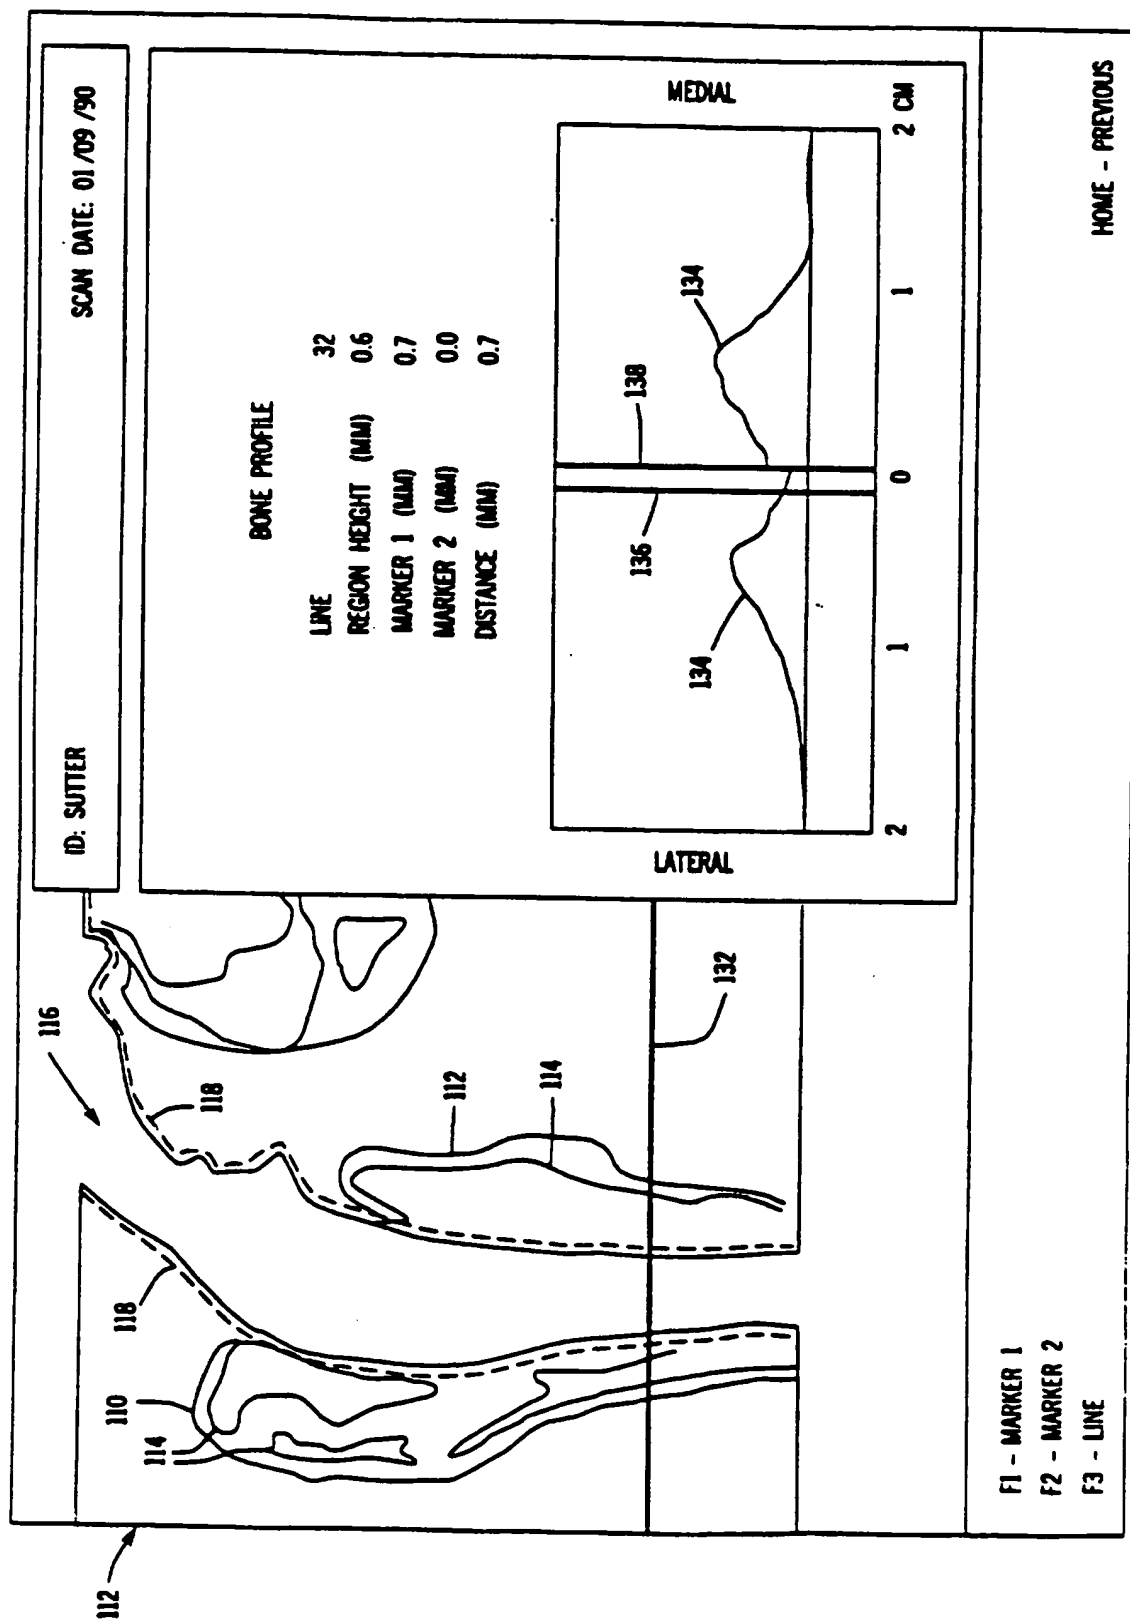 ID: SUTTER
SCAN DATE: 01/09/90
BONE PROFILE
LINE 32
REGION HEIGHT (MM) 0.6
MARKER 1 (MM) 0.7
MARKER 2 (MM) 0.0
DISTANCE (MM) 0.7
LATERAL
MEDIAL
134
136
138
134
2 1 0 1 2 CM
112
110
114
118
118
116
112
114
132
F1 - MARKER 1
F2 - MARKER 2
F3 - LINE
HOME - PREVIOUS